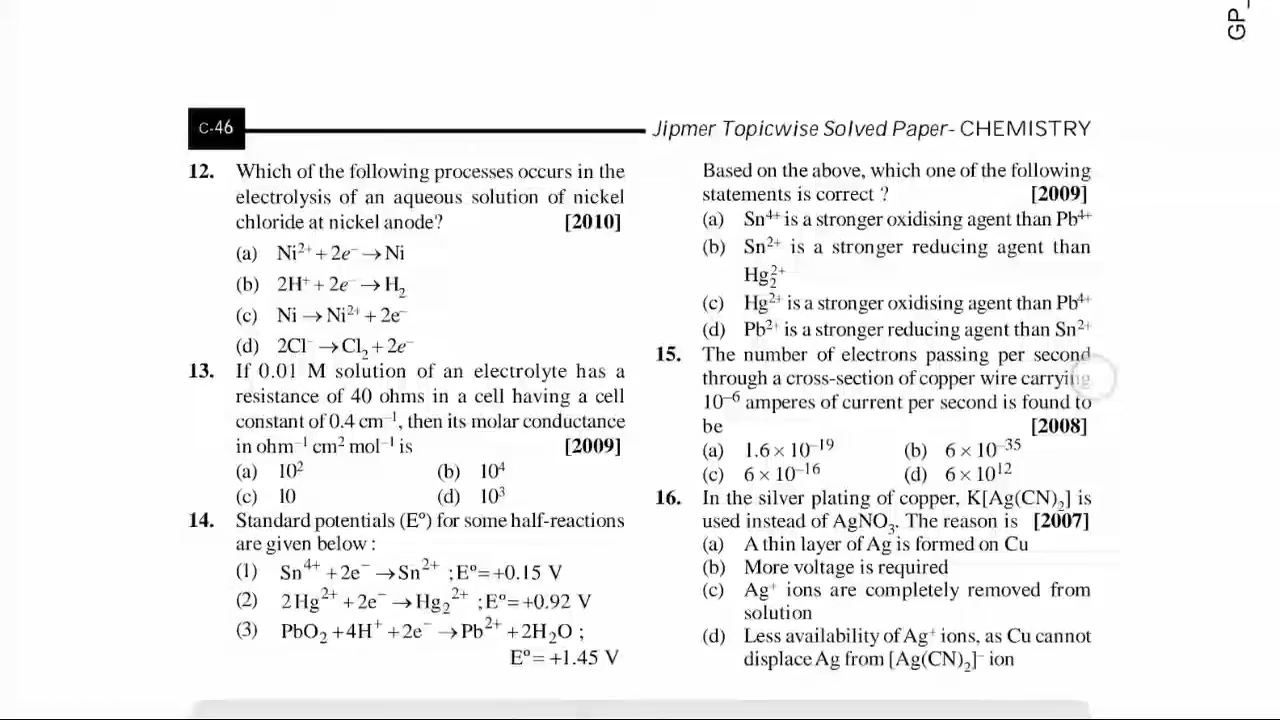 GP_
C-46
Jipmer Topicwise Solved Paper- CHEMISTRY
12. Which of the following processes occurs in the
electrolysis of an aqueous solution of nickel
chloride at nickel anode? [2010]
(a) Ni²⁺ + 2e⁻ → Ni
(b) 2H⁺ + 2e⁻ → H₂
(c) Ni → Ni²⁺ + 2e⁻
(d) 2Cl⁻ → Cl₂ + 2e⁻
13. If 0.01 M solution of an electrolyte has a
resistance of 40 ohms in a cell having a cell
constant of 0.4 cm⁻¹, then its molar conductance
in ohm⁻¹ cm² mol⁻¹ is [2009]
(a) 10² (b) 10⁴
(c) 10 (d) 10³
14. Standard potentials (E°) for some half-reactions
are given below :
(1) Sn⁴⁺ + 2e⁻ → Sn²⁺ ; E° = +0.15 V
(2) 2Hg²⁺ + 2e⁻ → Hg₂²⁺ ; E° = +0.92 V
(3) PbO₂ + 4H⁺ + 2e⁻ → Pb²⁺ + 2H₂O ;
E° = +1.45 V
Based on the above, which one of the following
statements is correct ? [2009]
(a) Sn⁴⁺ is a stronger oxidising agent than Pb⁴⁺
(b) Sn²⁺ is a stronger reducing agent than
Hg₂²⁺
(c) Hg²⁺ is a stronger oxidising agent than Pb⁴⁺
(d) Pb²⁺ is a stronger reducing agent than Sn²⁺
15. The number of electrons passing per second
through a cross-section of copper wire carrying
10⁻⁶ amperes of current per second is found to
be [2008]
(a) 1.6 × 10⁻¹⁹ (b) 6 × 10⁻³⁵
(c) 6 × 10⁻¹⁶ (d) 6 × 10¹²
16. In the silver plating of copper, K[Ag(CN)₂] is
used instead of AgNO₃. The reason is [2007]
(a) A thin layer of Ag is formed on Cu
(b) More voltage is required
(c) Ag⁺ ions are completely removed from
solution
(d) Less availability of Ag⁺ ions, as Cu cannot
displace Ag from [Ag(CN)₂]⁻ ion